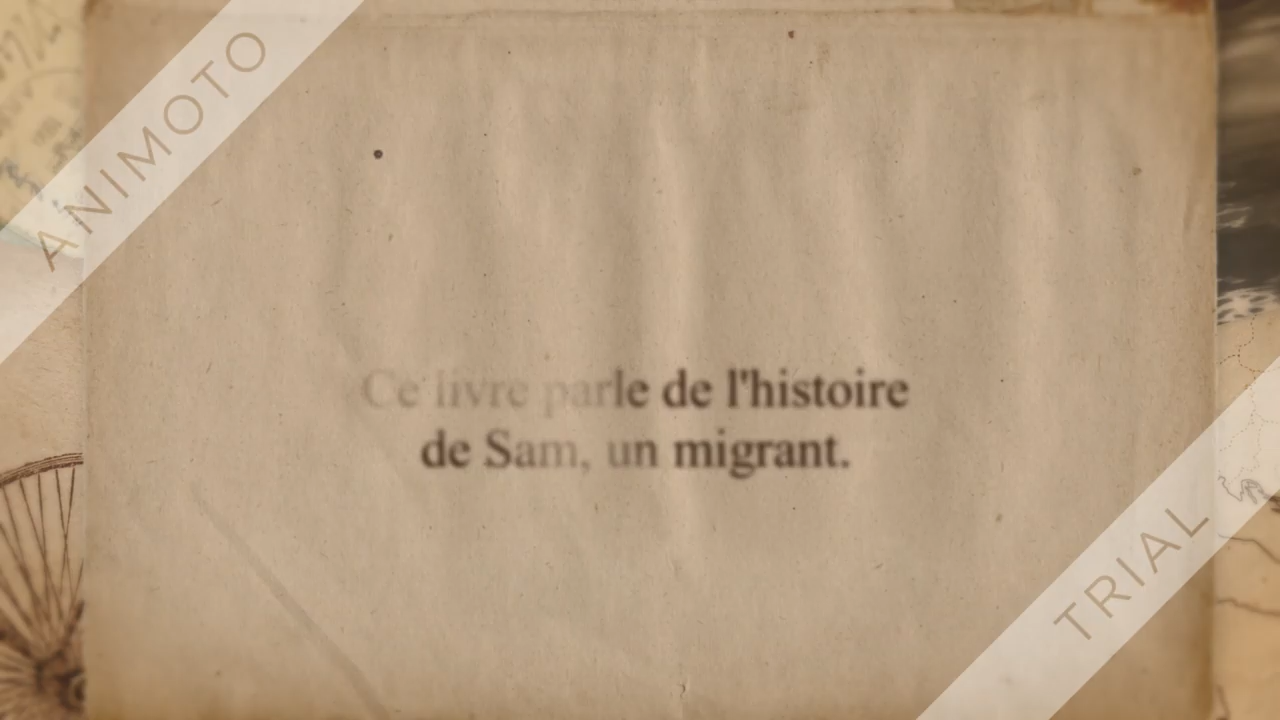 ANIMOTO
Ce livre parle de l'histoire
de Sam, un migrant.
TRIAL